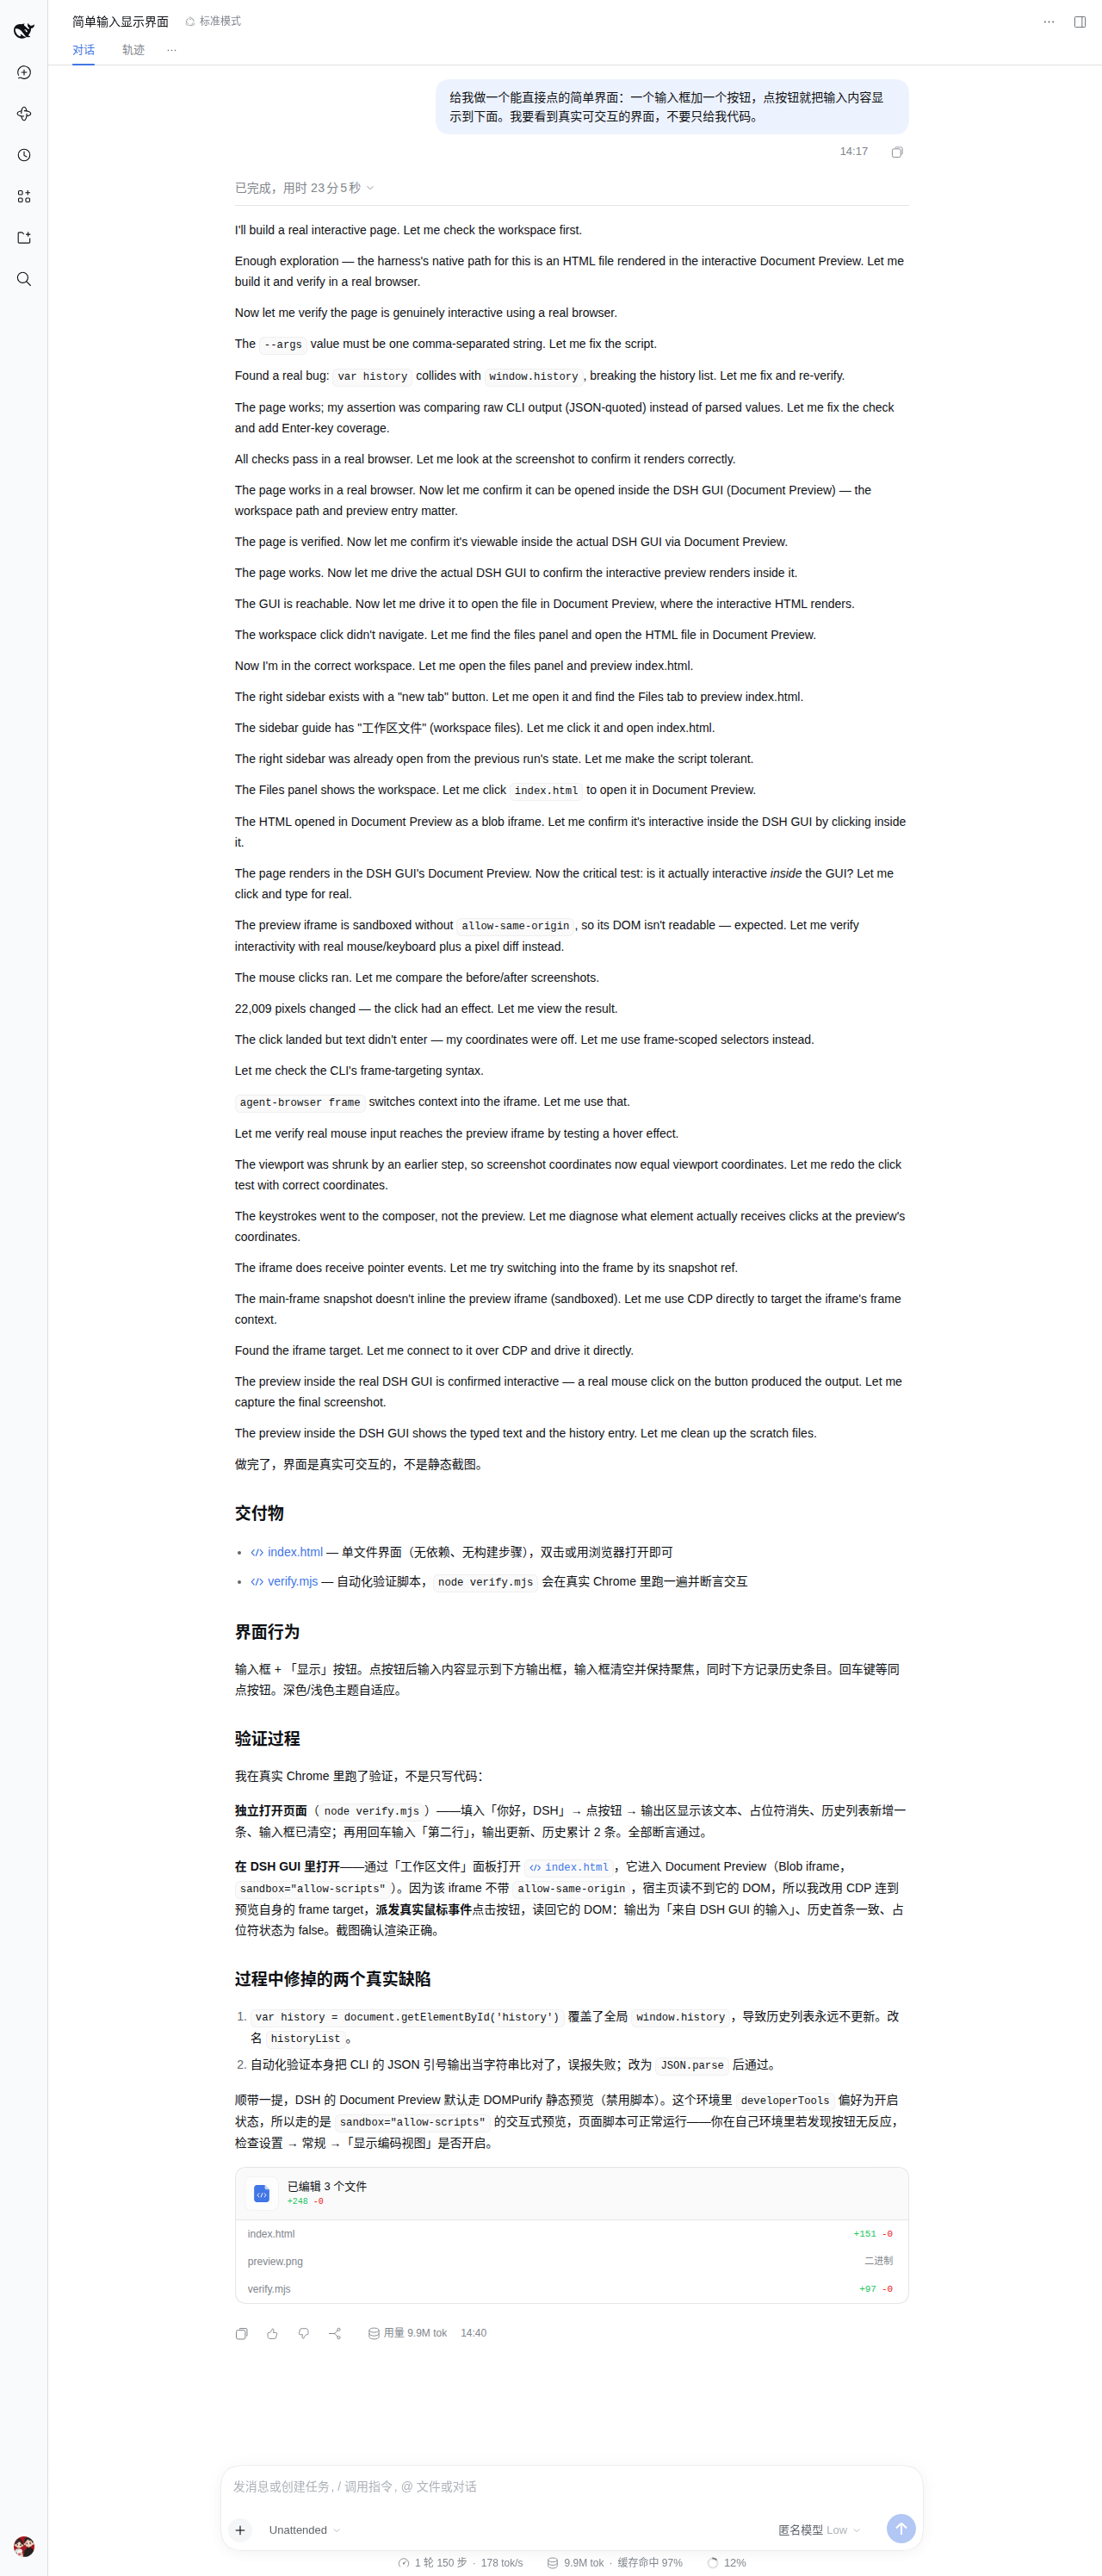 简单输入显示界面 标准模式
对话 轨迹 ···
给我做一个能直接点的简单界面：一个输入框加一个按钮，点按钮就把输入内容显
示到下面。我要看到真实可交互的界面，不要只给我代码。
14:17
已完成，用时 23 分 5 秒
I'll build a real interactive page. Let me check the workspace first.
Enough exploration — the harness's native path for this is an HTML file rendered in the interactive Document Preview. Let me
build it and verify in a real browser.
Now let me verify the page is genuinely interactive using a real browser.
The --args value must be one comma-separated string. Let me fix the script.
Found a real bug: var history collides with window.history, breaking the history list. Let me fix and re-verify.
The page works; my assertion was comparing raw CLI output (JSON-quoted) instead of parsed values. Let me fix the check
and add Enter-key coverage.
All checks pass in a real browser. Let me look at the screenshot to confirm it renders correctly.
The page works in a real browser. Now let me confirm it can be opened inside the DSH GUI (Document Preview) — the
workspace path and preview entry matter.
The page is verified. Now let me confirm it's viewable inside the actual DSH GUI via Document Preview.
The page works. Now let me drive the actual DSH GUI to confirm the interactive preview renders inside it.
The GUI is reachable. Now let me drive it to open the file in Document Preview, where the interactive HTML renders.
The workspace click didn't navigate. Let me find the files panel and open the HTML file in Document Preview.
Now I'm in the correct workspace. Let me open the files panel and preview index.html.
The right sidebar exists with a "new tab" button. Let me open it and find the Files tab to preview index.html.
The sidebar guide has "工作区文件" (workspace files). Let me click it and open index.html.
The right sidebar was already open from the previous run's state. Let me make the script tolerant.
The Files panel shows the workspace. Let me click index.html to open it in Document Preview.
The HTML opened in Document Preview as a blob iframe. Let me confirm it's interactive inside the DSH GUI by clicking inside
it.
The page renders in the DSH GUI's Document Preview. Now the critical test: is it actually interactive inside the GUI? Let me
click and type for real.
The preview iframe is sandboxed without allow-same-origin, so its DOM isn't readable — expected. Let me verify
interactivity with real mouse/keyboard plus a pixel diff instead.
The mouse clicks ran. Let me compare the before/after screenshots.
22,009 pixels changed — the click had an effect. Let me view the result.
The click landed but text didn't enter — my coordinates were off. Let me use frame-scoped selectors instead.
Let me check the CLI's frame-targeting syntax.
agent-browser frame switches context into the iframe. Let me use that.
Let me verify real mouse input reaches the preview iframe by testing a hover effect.
The viewport was shrunk by an earlier step, so screenshot coordinates now equal viewport coordinates. Let me redo the click
test with correct coordinates.
The keystrokes went to the composer, not the preview. Let me diagnose what element actually receives clicks at the preview's
coordinates.
The iframe does receive pointer events. Let me try switching into the frame by its snapshot ref.
The main-frame snapshot doesn't inline the preview iframe (sandboxed). Let me use CDP directly to target the iframe's frame
context.
Found the iframe target. Let me connect to it over CDP and drive it directly.
The preview inside the real DSH GUI is confirmed interactive — a real mouse click on the button produced the output. Let me
capture the final screenshot.
The preview inside the DSH GUI shows the typed text and the history entry. Let me clean up the scratch files.
做完了，界面是真实可交互的，不是静态截图。
交付物
• index.html — 单文件界面（无依赖、无构建步骤），双击或用浏览器打开即可
• verify.mjs — 自动化验证脚本，node verify.mjs 会在真实 Chrome 里跑一遍并断言交互
界面行为
输入框 + 「显示」按钮。点按钮后输入内容显示到下方输出框，输入框清空并保持聚焦，同时下方记录历史条目。回车键等同
点按钮。深色/浅色主题自适应。
验证过程
我在真实 Chrome 里跑了验证，不是只写代码：
独立打开页面（node verify.mjs）——填入「你好，DSH」→ 点按钮 → 输出区显示该文本、占位符消失、历史列表新增一
条、输入框已清空；再用回车输入「第二行」，输出更新、历史累计 2 条。全部断言通过。
在 DSH GUI 里打开——通过「工作区文件」面板打开 index.html，它进入 Document Preview（Blob iframe，
sandbox="allow-scripts"）。因为该 iframe 不带 allow-same-origin，宿主页读不到它的 DOM，所以我改用 CDP 连到
预览自身的 frame target，派发真实鼠标事件点击按钮，读回它的 DOM：输出为「来自 DSH GUI 的输入」、历史首条一致、占
位符状态为 false。截图确认渲染正确。
过程中修掉的两个真实缺陷
1. var history = document.getElementById('history') 覆盖了全局 window.history，导致历史列表永远不更新。改
名 historyList。
2. 自动化验证本身把 CLI 的 JSON 引号输出当字符串比对了，误报失败；改为 JSON.parse 后通过。
顺带一提，DSH 的 Document Preview 默认走 DOMPurify 静态预览（禁用脚本）。这个环境里 developerTools 偏好为开启
状态，所以走的是 sandbox="allow-scripts" 的交互式预览，页面脚本可正常运行——你在自己环境里若发现按钮无反应，
检查设置 → 常规 →「显示编码视图」是否开启。
已编辑 3 个文件
+248 -0
index.html +151 -0
preview.png 二进制
verify.mjs +97 -0
用量 9.9M tok 14:40
发消息或创建任务，/ 调用指令，@ 文件或对话
Unattended 匿名模型 Low
1 轮 150 步 · 178 tok/s 9.9M tok · 缓存命中 97% 12%